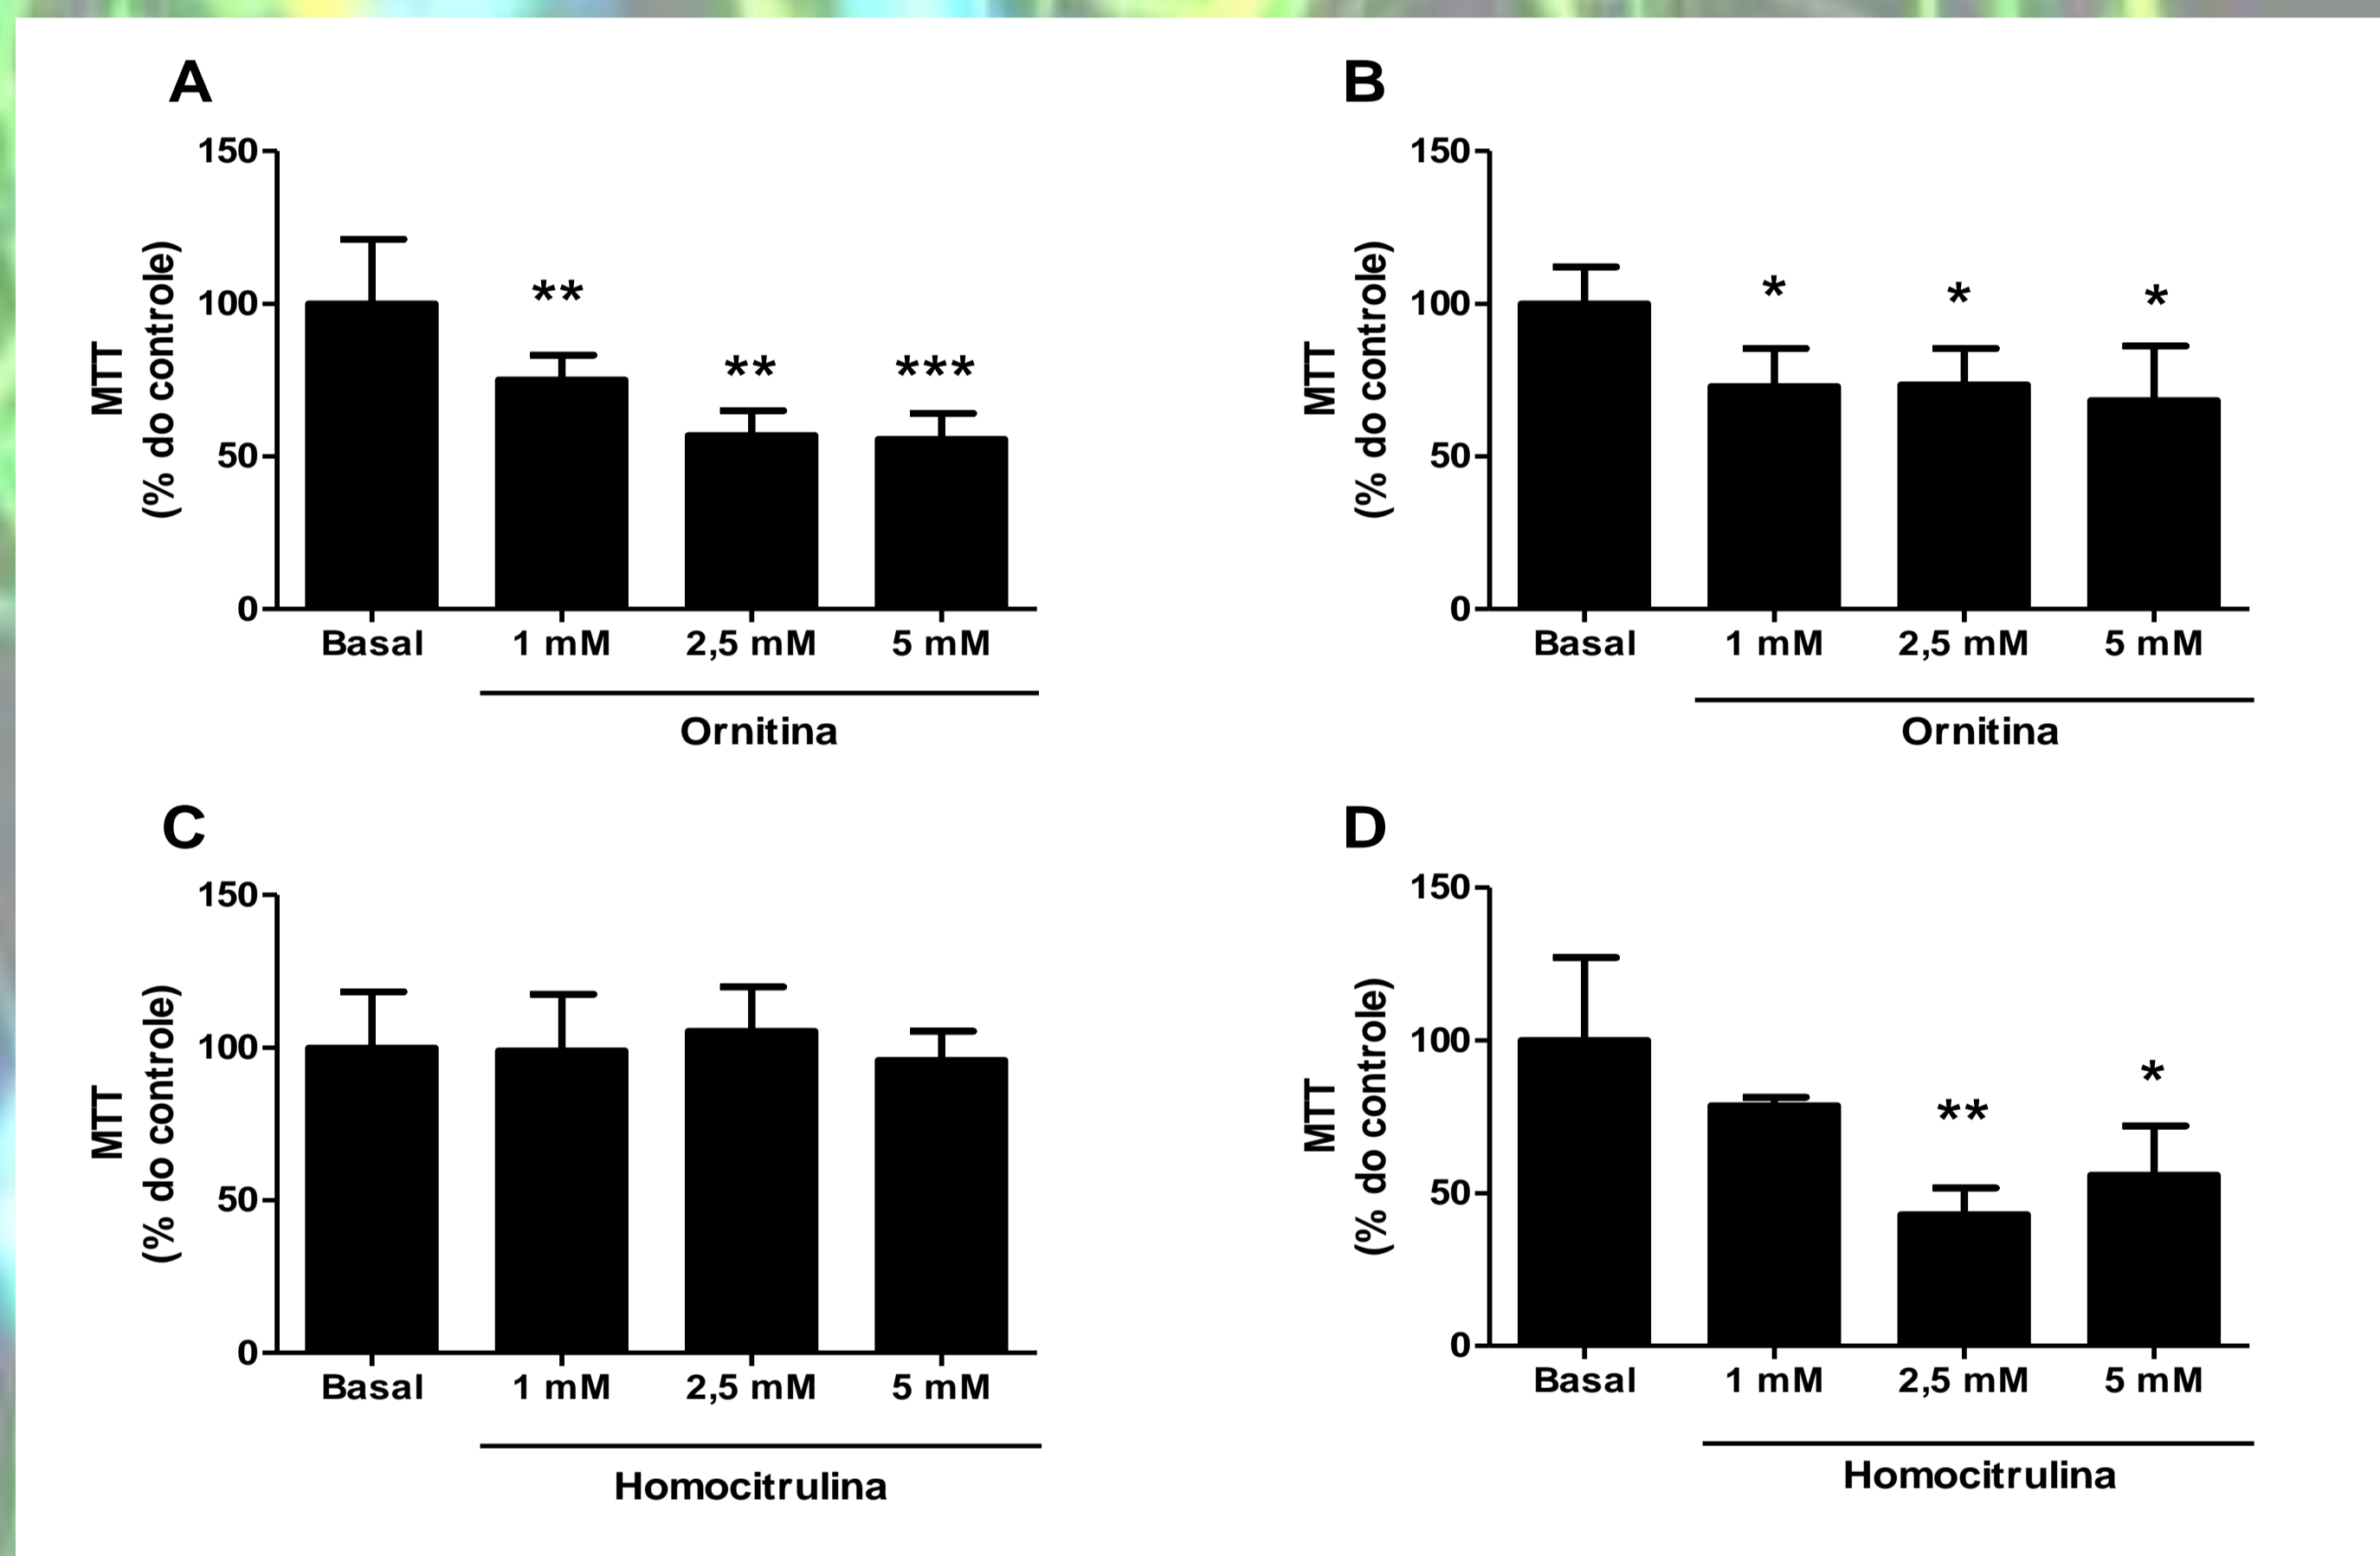 A
150
100
50
0
MTT
(% do controle)
**
**
***
Basal
1 mM
2,5 mM
5 mM
Ornitina
B
150
100
50
0
MTT
(% do controle)
*
*
*
Basal
1 mM
2,5 mM
5 mM
Ornitina
C
150
100
50
0
MTT
(% do controle)
Basal
1 mM
2,5 mM
5 mM
Homocitrulina
D
150
100
50
0
MTT
(% do controle)
**
*
Basal
1 mM
2,5 mM
5 mM
Homocitrulina